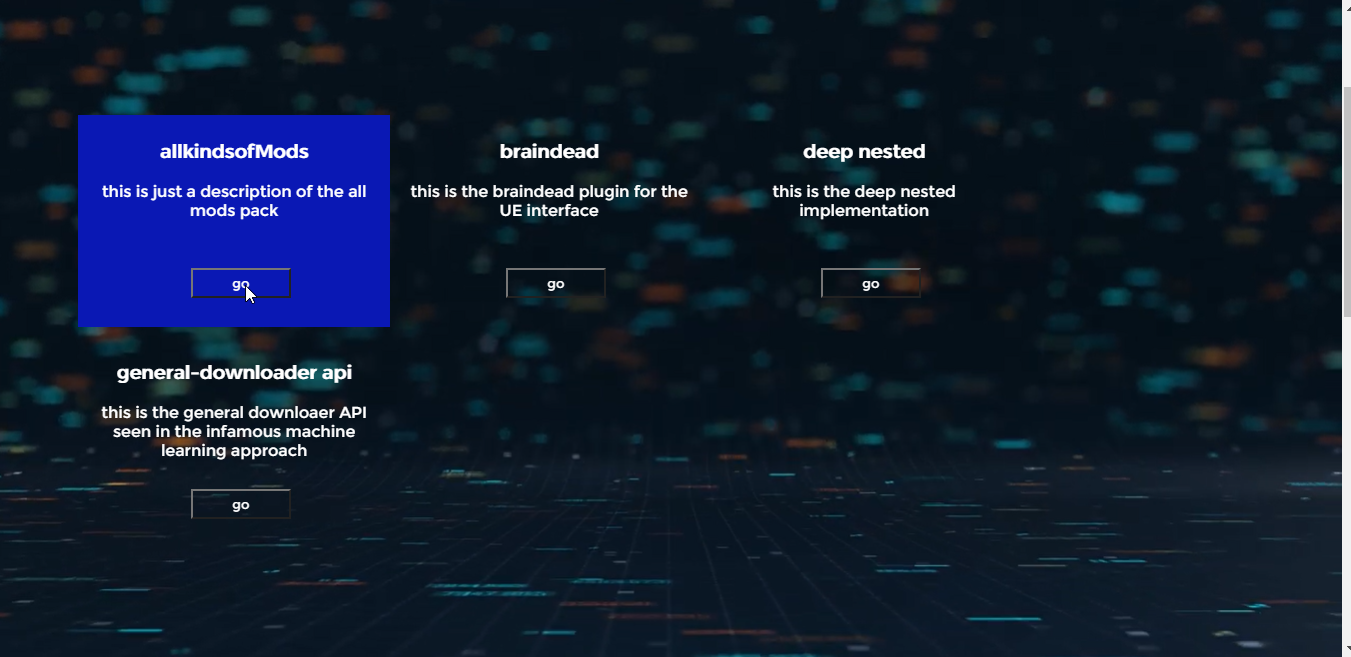 allkindsofMods
this is just a description of the all
mods pack
go
braindead
this is the braindead plugin for the
UE interface
go
deep nested
this is the deep nested
implementation
go
general-downloader api
this is the general downloaer API
seen in the infamous machine
learning approach
go